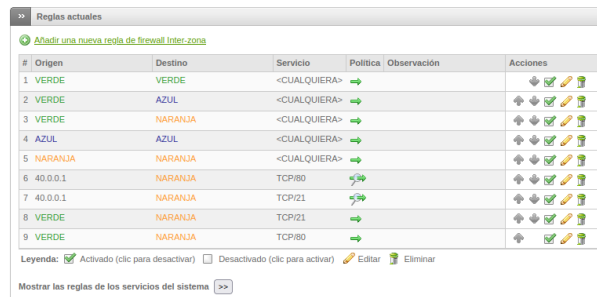 ›› Reglas actuales
Añadir una nueva regla de firewall Inter-zona
# Origen Destino Servicio Política Observación Acciones
1 VERDE VERDE <CUALQUIERA>
2 VERDE AZUL <CUALQUIERA>
3 VERDE NARANJA <CUALQUIERA>
4 AZUL AZUL <CUALQUIERA>
5 NARANJA NARANJA <CUALQUIERA>
6 40.0.0.1 NARANJA TCP/80
7 40.0.0.1 NARANJA TCP/21
8 VERDE NARANJA TCP/21
9 VERDE NARANJA TCP/80
Leyenda: Activado (clic para desactivar) Desactivado (clic para activar) Editar Eliminar
Mostrar las reglas de los servicios del sistema >>